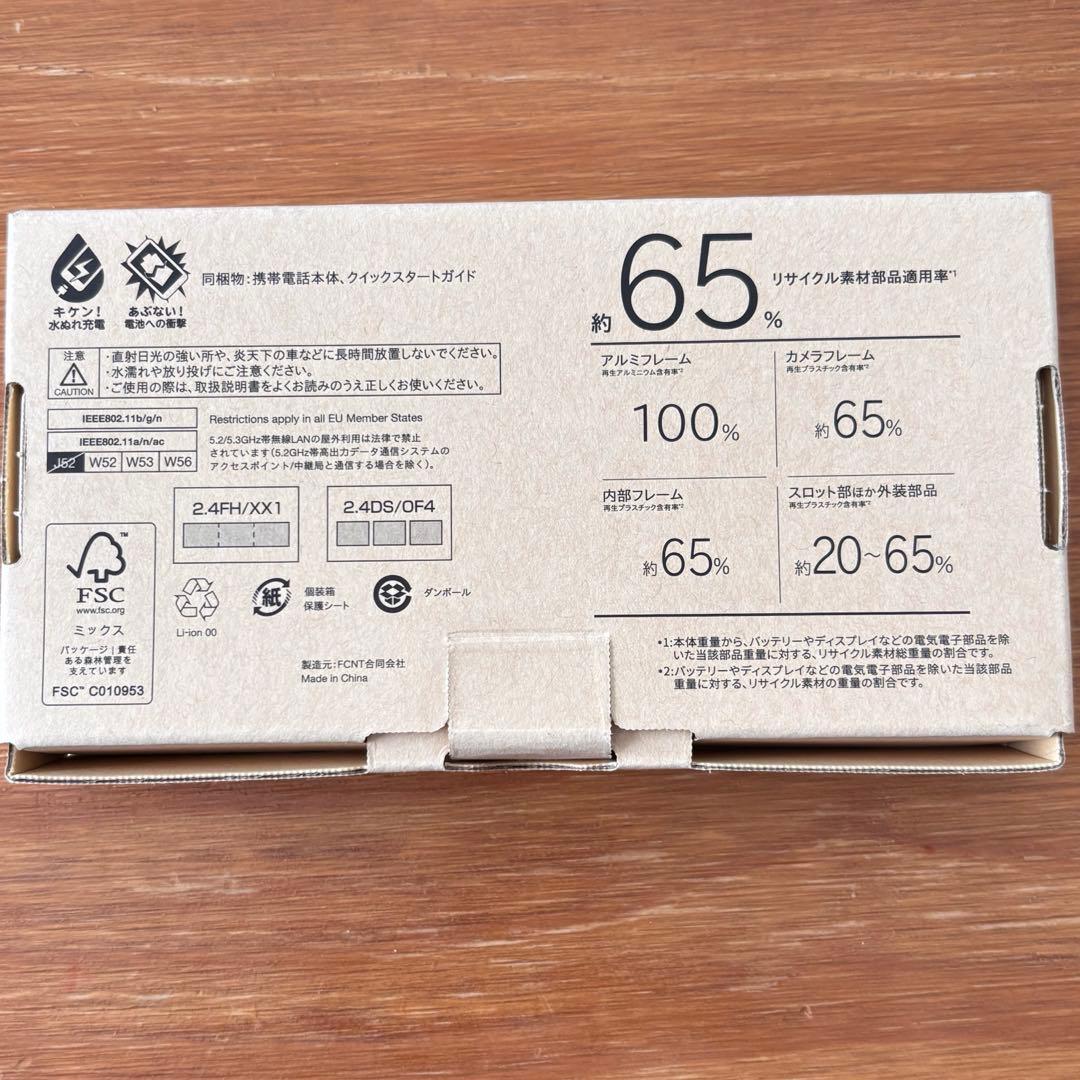 キケン!
水ぬれ充電
あぶない!
電池への衝撃
同梱物:携帯電話本体、クイックスタートガイド
注意
CAUTION
・直射日光の強い所や、炎天下の車などに長時間放置しないでください。
・水濡れや放り投げにご注意ください。
・ご使用の際は、取扱説明書をよくお読みのうえ正しくお使いください。
IEEE802.11b/g/n
IEEE802.11a/n/ac
J52 W52 W53 W56
Restrictions apply in all EU Member States
5.2/5.3GHz帯無線LANの屋外利用は法律で禁止
されています(5.2GHz帯高出力データ通信システムの
アクセスポイント/中継局と通信する場合を除く)。
2.4FH/XX1
2.4DS/OF4
FSC
www.fsc.org
ミックス
パッケージ|責任
ある森林管理を
支えています
FSC™ C010953
Li-ion 00
紙
個装箱
保護シート
ダンボール
製造元:FCNT合同会社
Made in China
約65%
リサイクル素材部品適用率*1
アルミフレーム
再生アルミニウム含有率*2
100%
カメラフレーム
再生プラスチック含有率*2
約65%
内部フレーム
再生プラスチック含有率*2
約65%
スロット部ほか外装部品
再生プラスチック含有率*2
約20~65%
*1:本体重量から、バッテリーやディスプレイなどの電気電子部品を除
いた当該部品重量に対する、リサイクル素材総重量の割合です。
*2:バッテリーやディスプレイなどの電気電子部品を除いた当該部品
重量に対する、リサイクル素材の重量の割合です。